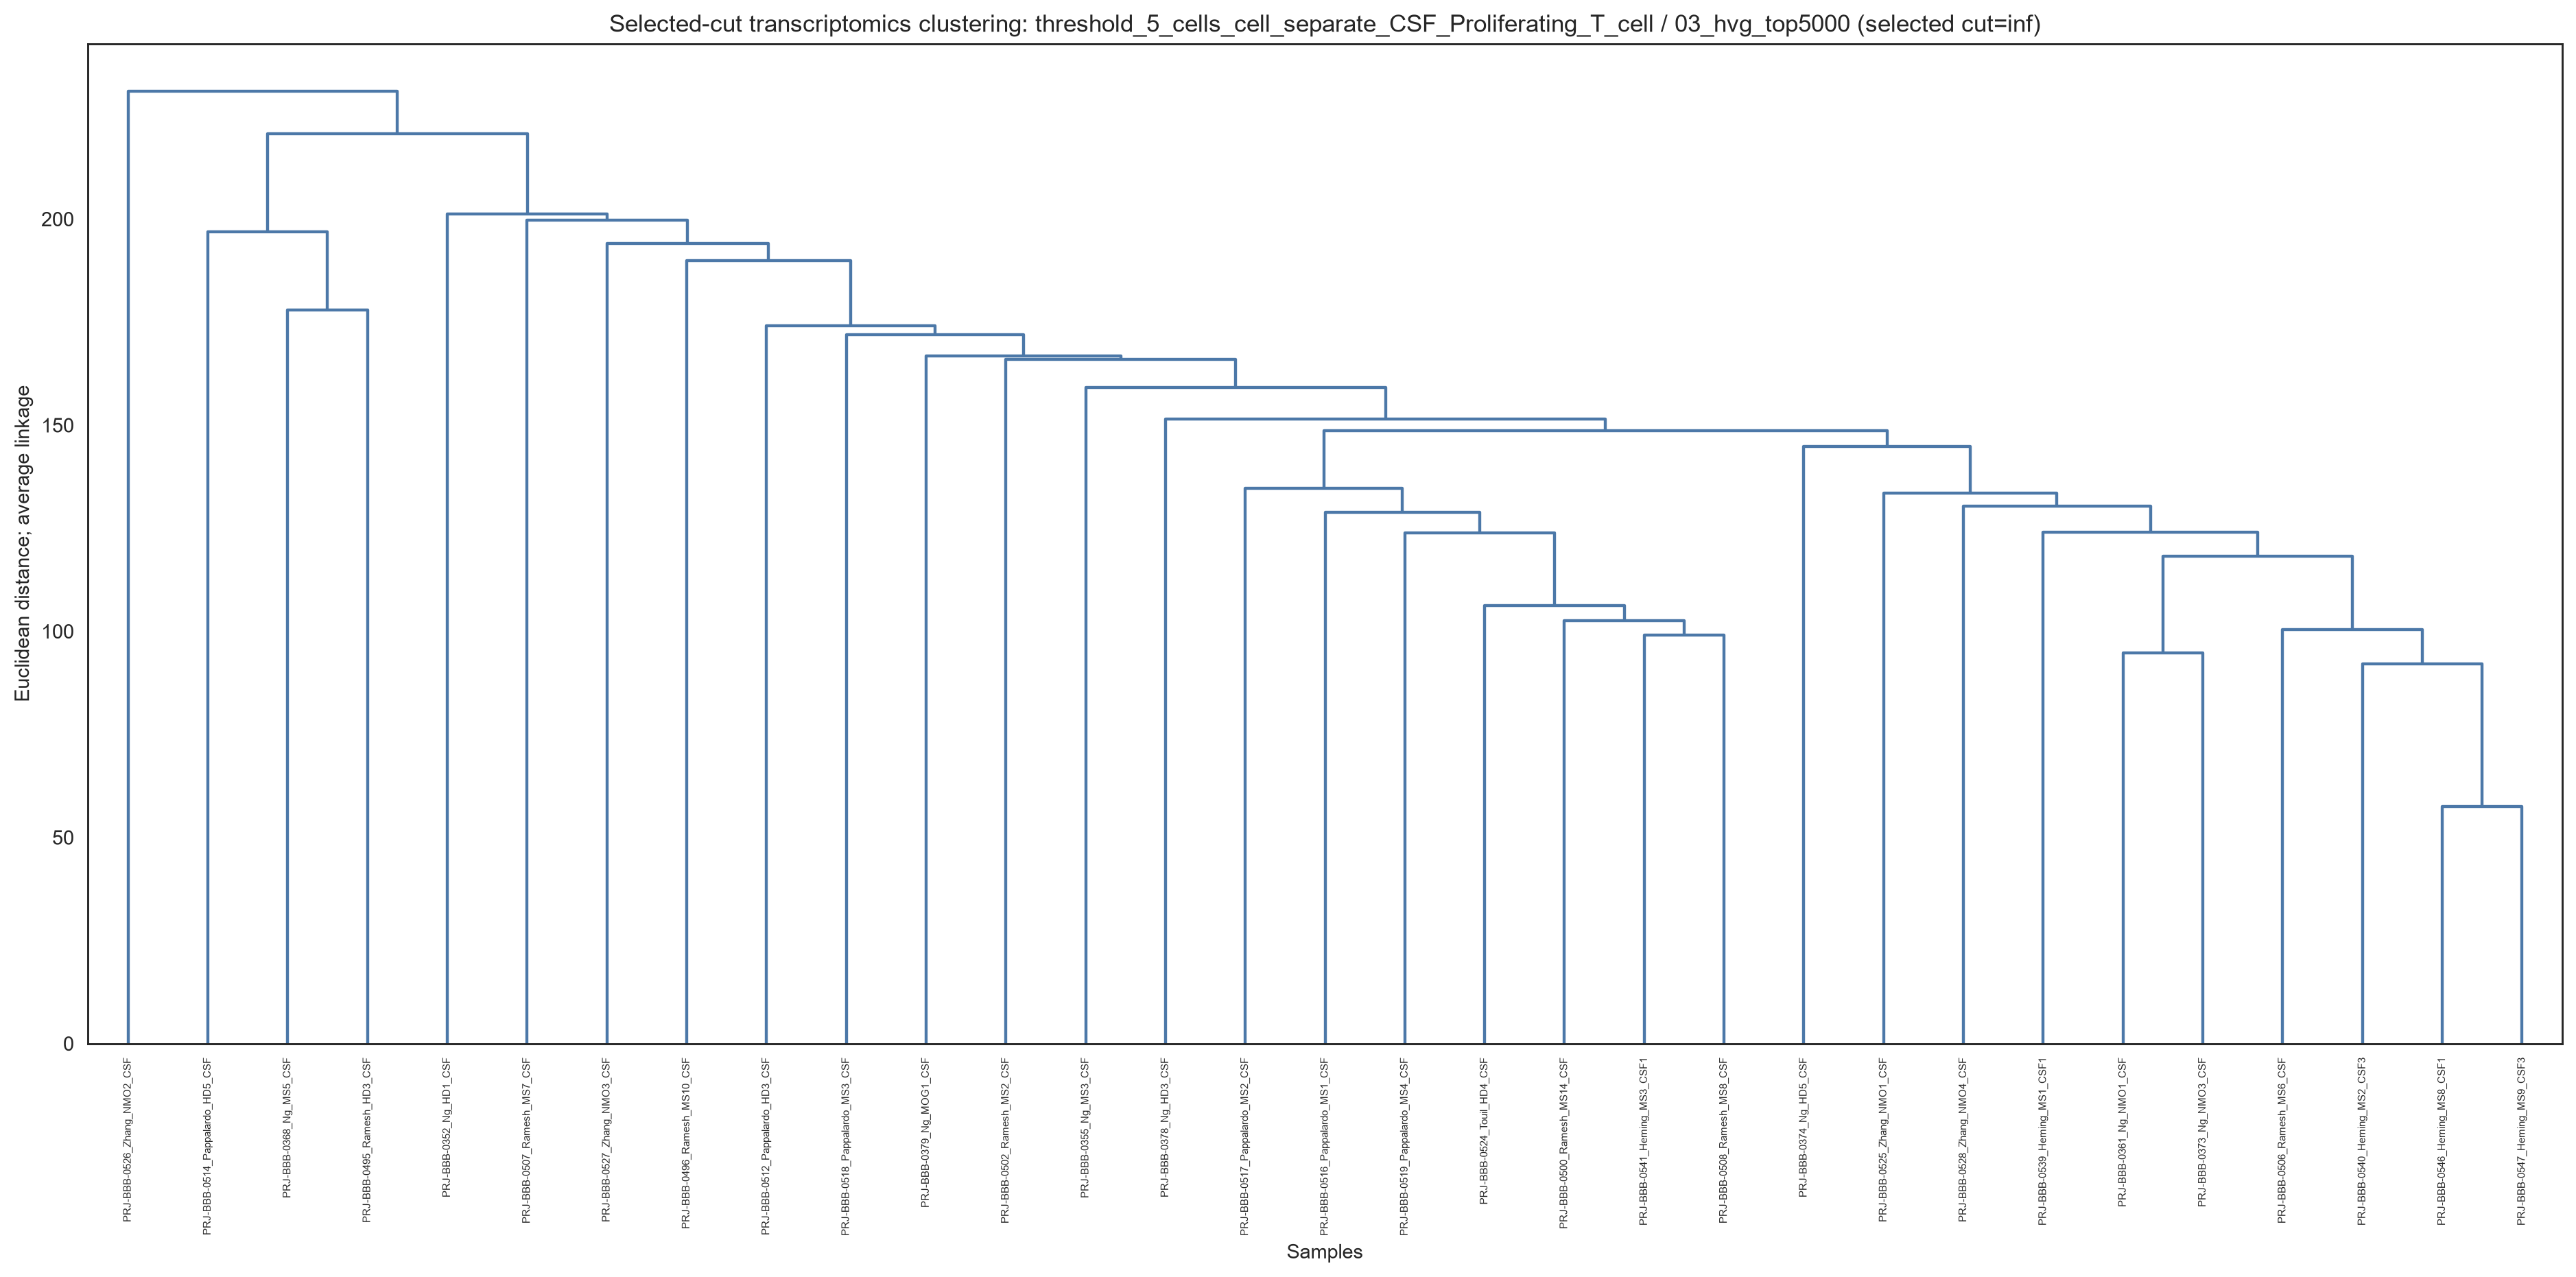 Selected-cut transcriptomics clustering: threshold_5_cells_cell_separate_CSF_Proliferating_T_cell / 03_hvg_top5000 (selected cut=inf)
Euclidean distance; average linkage
200
150
100
50
0
PRJ-BBB-0526_Zhang_NMO2_CSF
PRJ-BBB-0514_Pappalardo_HD5_CSF
PRJ-BBB-0368_Ng_MS5_CSF
PRJ-BBB-0495_Ramesh_HD3_CSF
PRJ-BBB-0352_Ng_HD1_CSF
PRJ-BBB-0507_Ramesh_MS7_CSF
PRJ-BBB-0527_Zhang_NMO3_CSF
PRJ-BBB-0496_Ramesh_MS10_CSF
PRJ-BBB-0512_Pappalardo_HD3_CSF
PRJ-BBB-0518_Pappalardo_MS3_CSF
PRJ-BBB-0379_Ng_MOG1_CSF
PRJ-BBB-0502_Ramesh_MS2_CSF
PRJ-BBB-0355_Ng_MS3_CSF
PRJ-BBB-0378_Ng_HD3_CSF
PRJ-BBB-0517_Pappalardo_MS2_CSF
PRJ-BBB-0516_Pappalardo_MS1_CSF
PRJ-BBB-0519_Pappalardo_MS4_CSF
PRJ-BBB-0524_Touil_HD4_CSF
PRJ-BBB-0500_Ramesh_MS14_CSF
PRJ-BBB-0541_Heming_MS3_CSF1
PRJ-BBB-0508_Ramesh_MS8_CSF
PRJ-BBB-0374_Ng_HD5_CSF
PRJ-BBB-0525_Zhang_NMO1_CSF
PRJ-BBB-0528_Zhang_NMO4_CSF
PRJ-BBB-0539_Heming_MS1_CSF1
PRJ-BBB-0361_Ng_NMO1_CSF
PRJ-BBB-0373_Ng_NMO3_CSF
PRJ-BBB-0506_Ramesh_MS6_CSF
PRJ-BBB-0540_Heming_MS2_CSF3
PRJ-BBB-0546_Heming_MS8_CSF1
PRJ-BBB-0547_Heming_MS9_CSF3
Samples